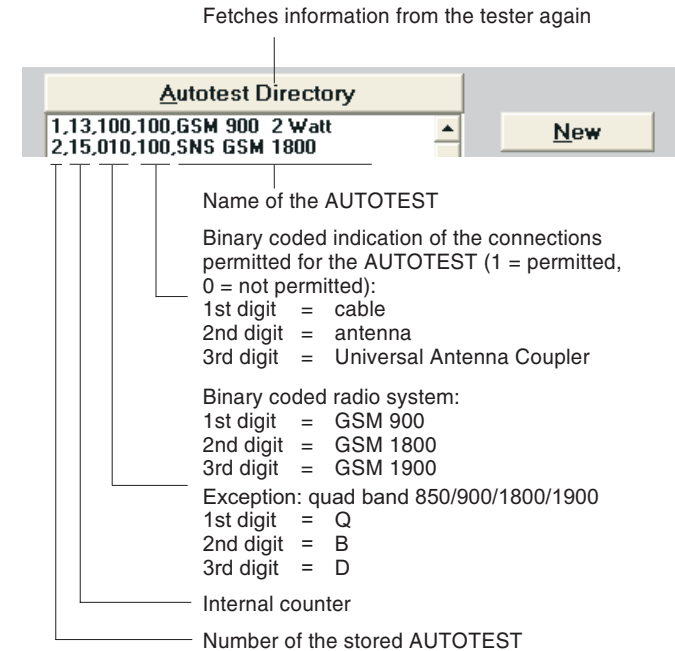 Fetches information from the tester again
Autotest Directory
1,13,100,100,GSM 900  2 Watt
2,15,010,100,SNS GSM 1800
New
Name of the AUTOTEST
Binary coded indication of the connections
permitted for the AUTOTEST (1 = permitted,
0 = not permitted):
1st digit = cable
2nd digit = antenna
3rd digit = Universal Antenna Coupler
Binary coded radio system:
1st digit = GSM 900
2nd digit = GSM 1800
3rd digit = GSM 1900
Exception: quad band 850/900/1800/1900
1st digit = Q
2nd digit = B
3rd digit = D
Internal counter
Number of the stored AUTOTEST